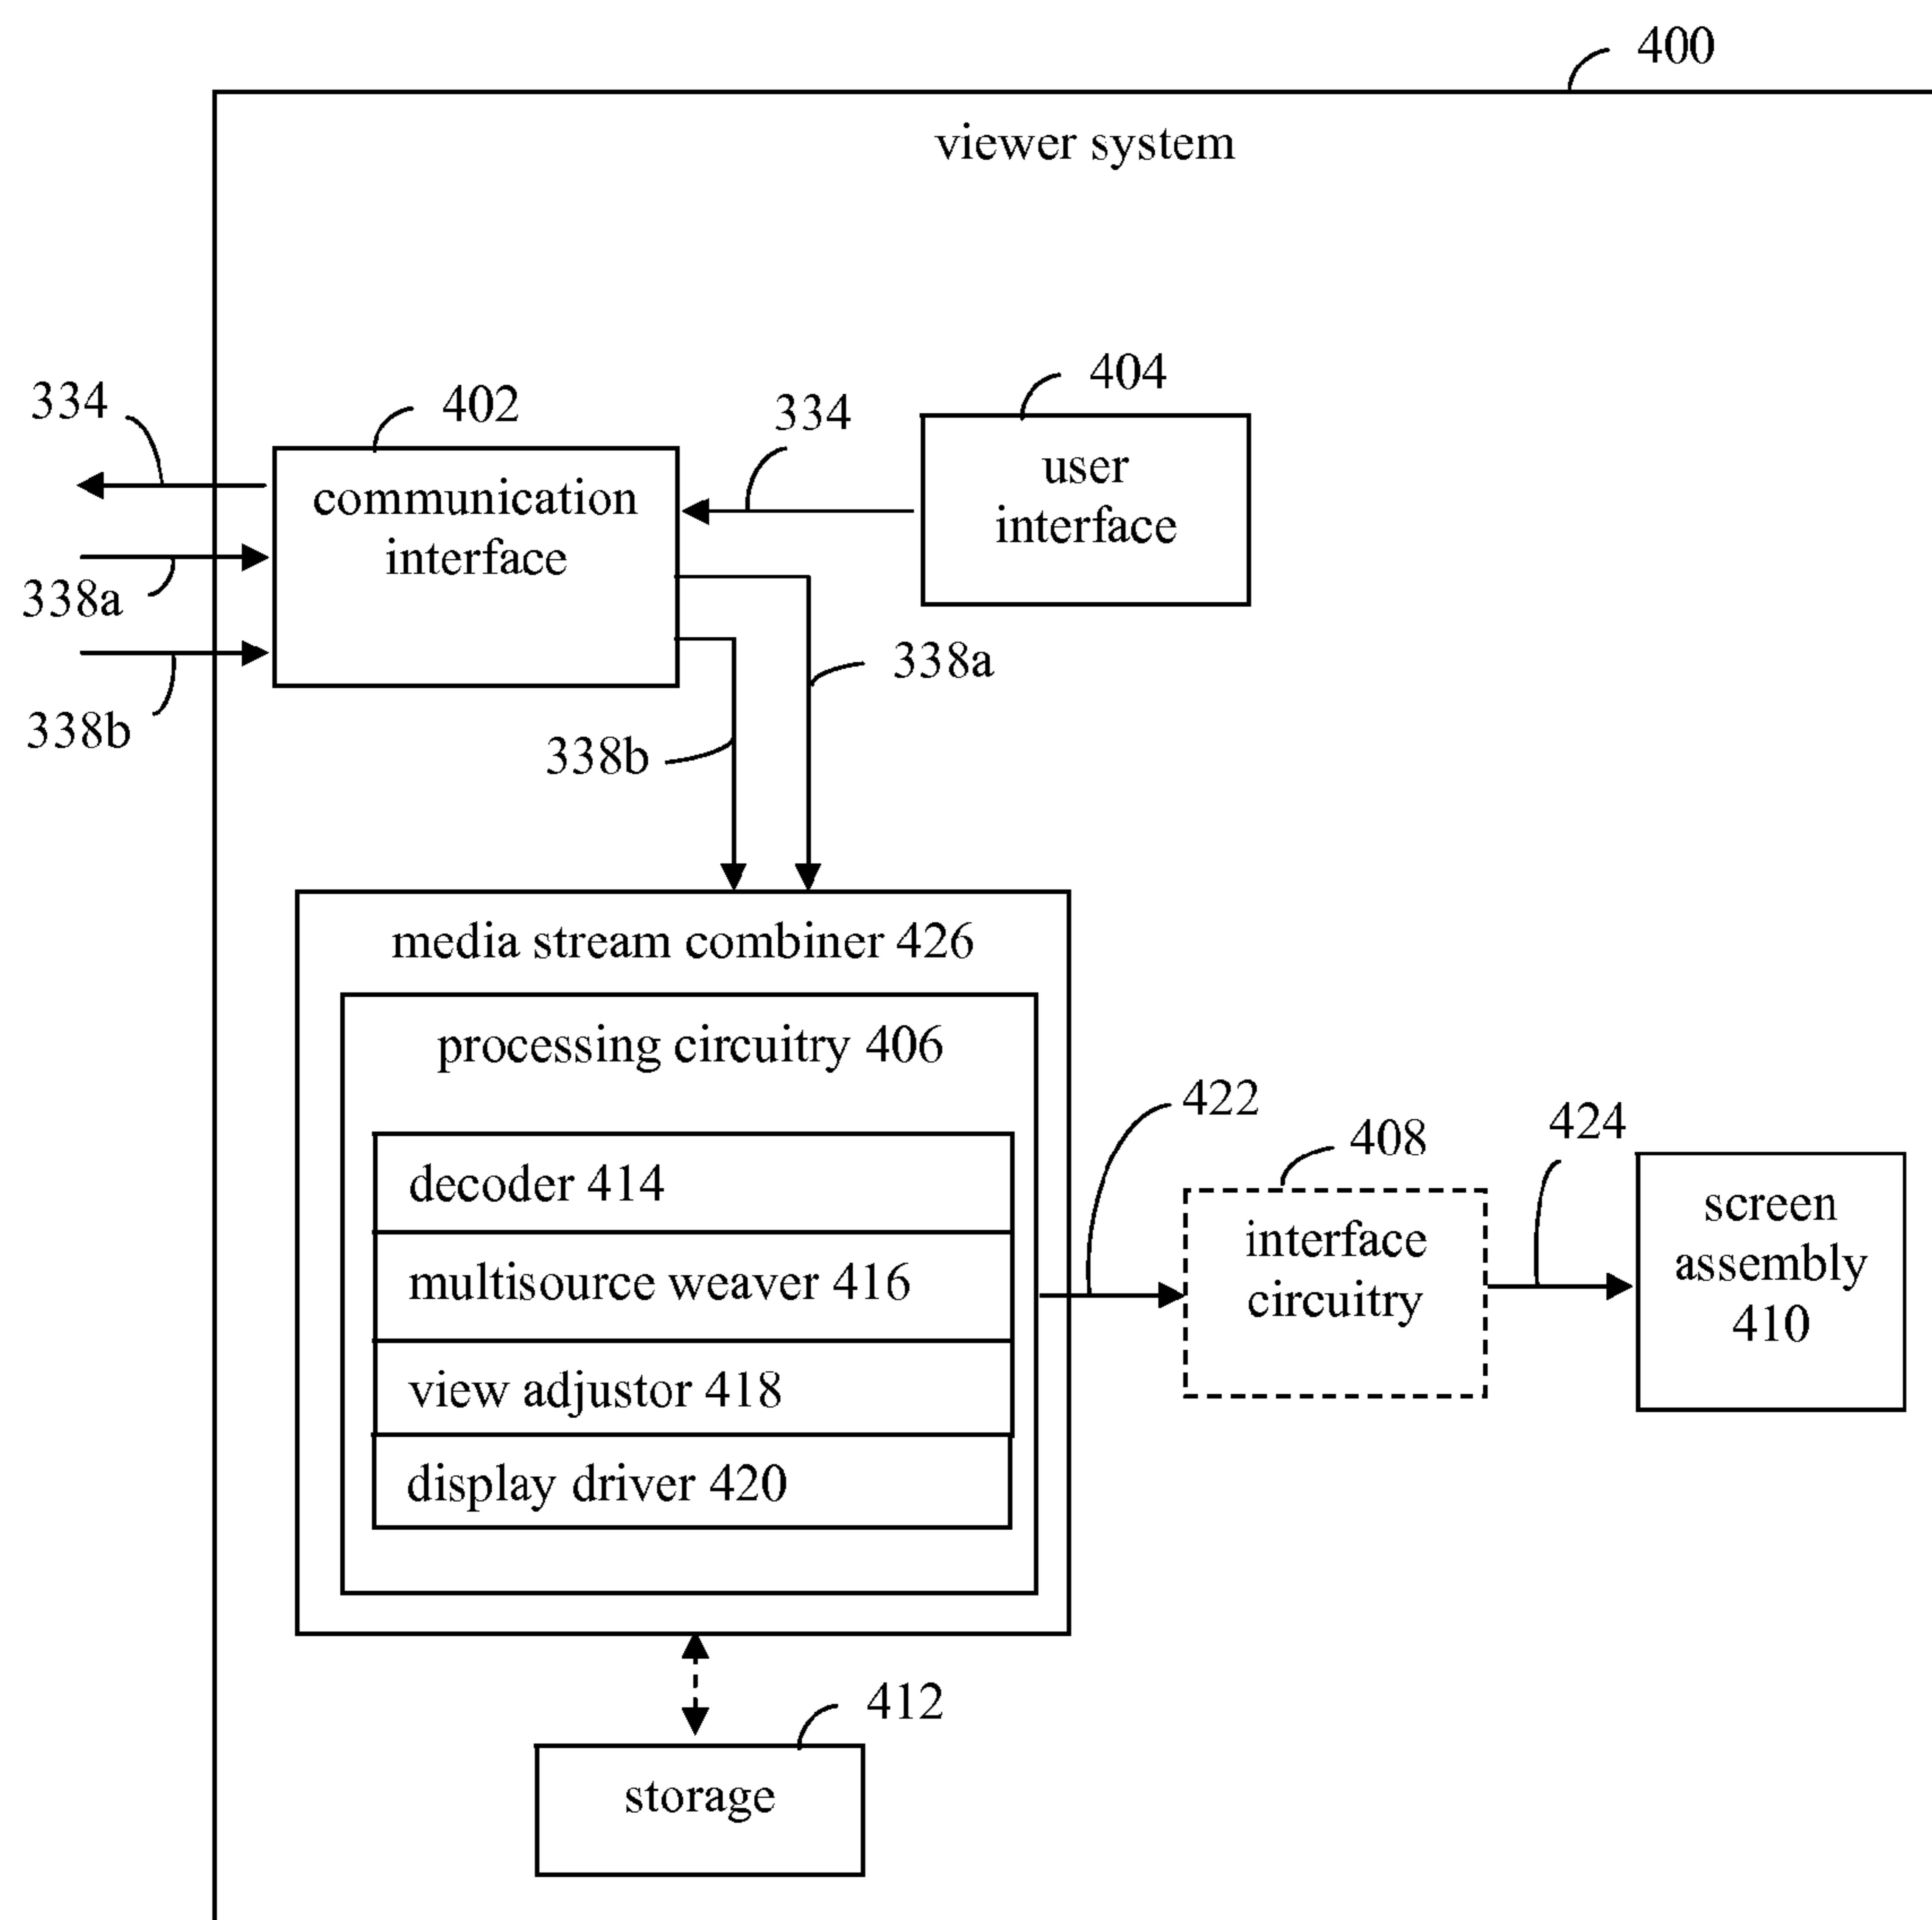 400
viewer system
334
402
334
404
communication
interface
user
interface
338a
338b
338a
338b
media stream combiner 426
processing circuitry 406
decoder 414
multisource weaver 416
view adjustor 418
display driver 420
422
408
interface
circuitry
424
screen
assembly
410
412
storage